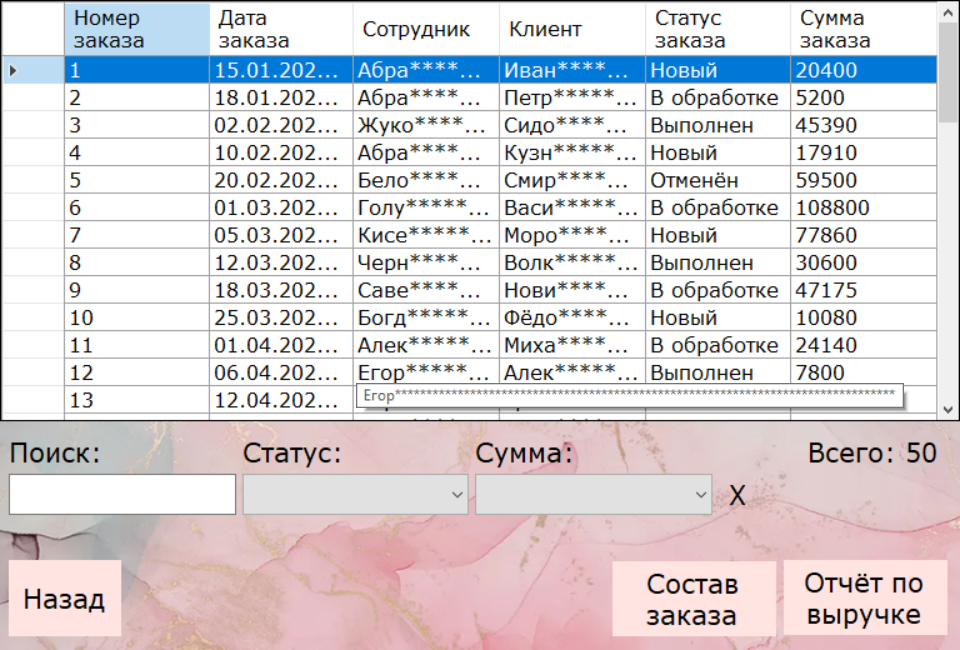 Номер заказа Дата заказа Сотрудник Клиент Статус заказа Сумма заказа
1 15.01.202... Абра****... Иван****... Новый 20400
2 18.01.202... Абра****... Петр*****... В обработке 5200
3 02.02.202... Жуко****... Сидо****... Выполнен 45390
4 10.02.202... Абра****... Кузн*****... Новый 17910
5 20.02.202... Бело****... Смир****... Отменён 59500
6 01.03.202... Голу*****... Васи*****... В обработке 108800
7 05.03.202... Кисе*****... Моро****... Новый 77860
8 12.03.202... Черн****... Волк*****... Выполнен 30600
9 18.03.202... Саве****... Нови*****... В обработке 47175
10 25.03.202... Богд*****... Фёдо****... Новый 10080
11 01.04.202... Алек*****... Миха****... В обработке 24140
12 06.04.202... Егор*****... Алек*****... Выполнен 7800
13 12.04.202...
Егор********************************************************************************
Поиск: Статус: Сумма: Всего: 50
X
Назад Состав заказа Отчёт по выручке